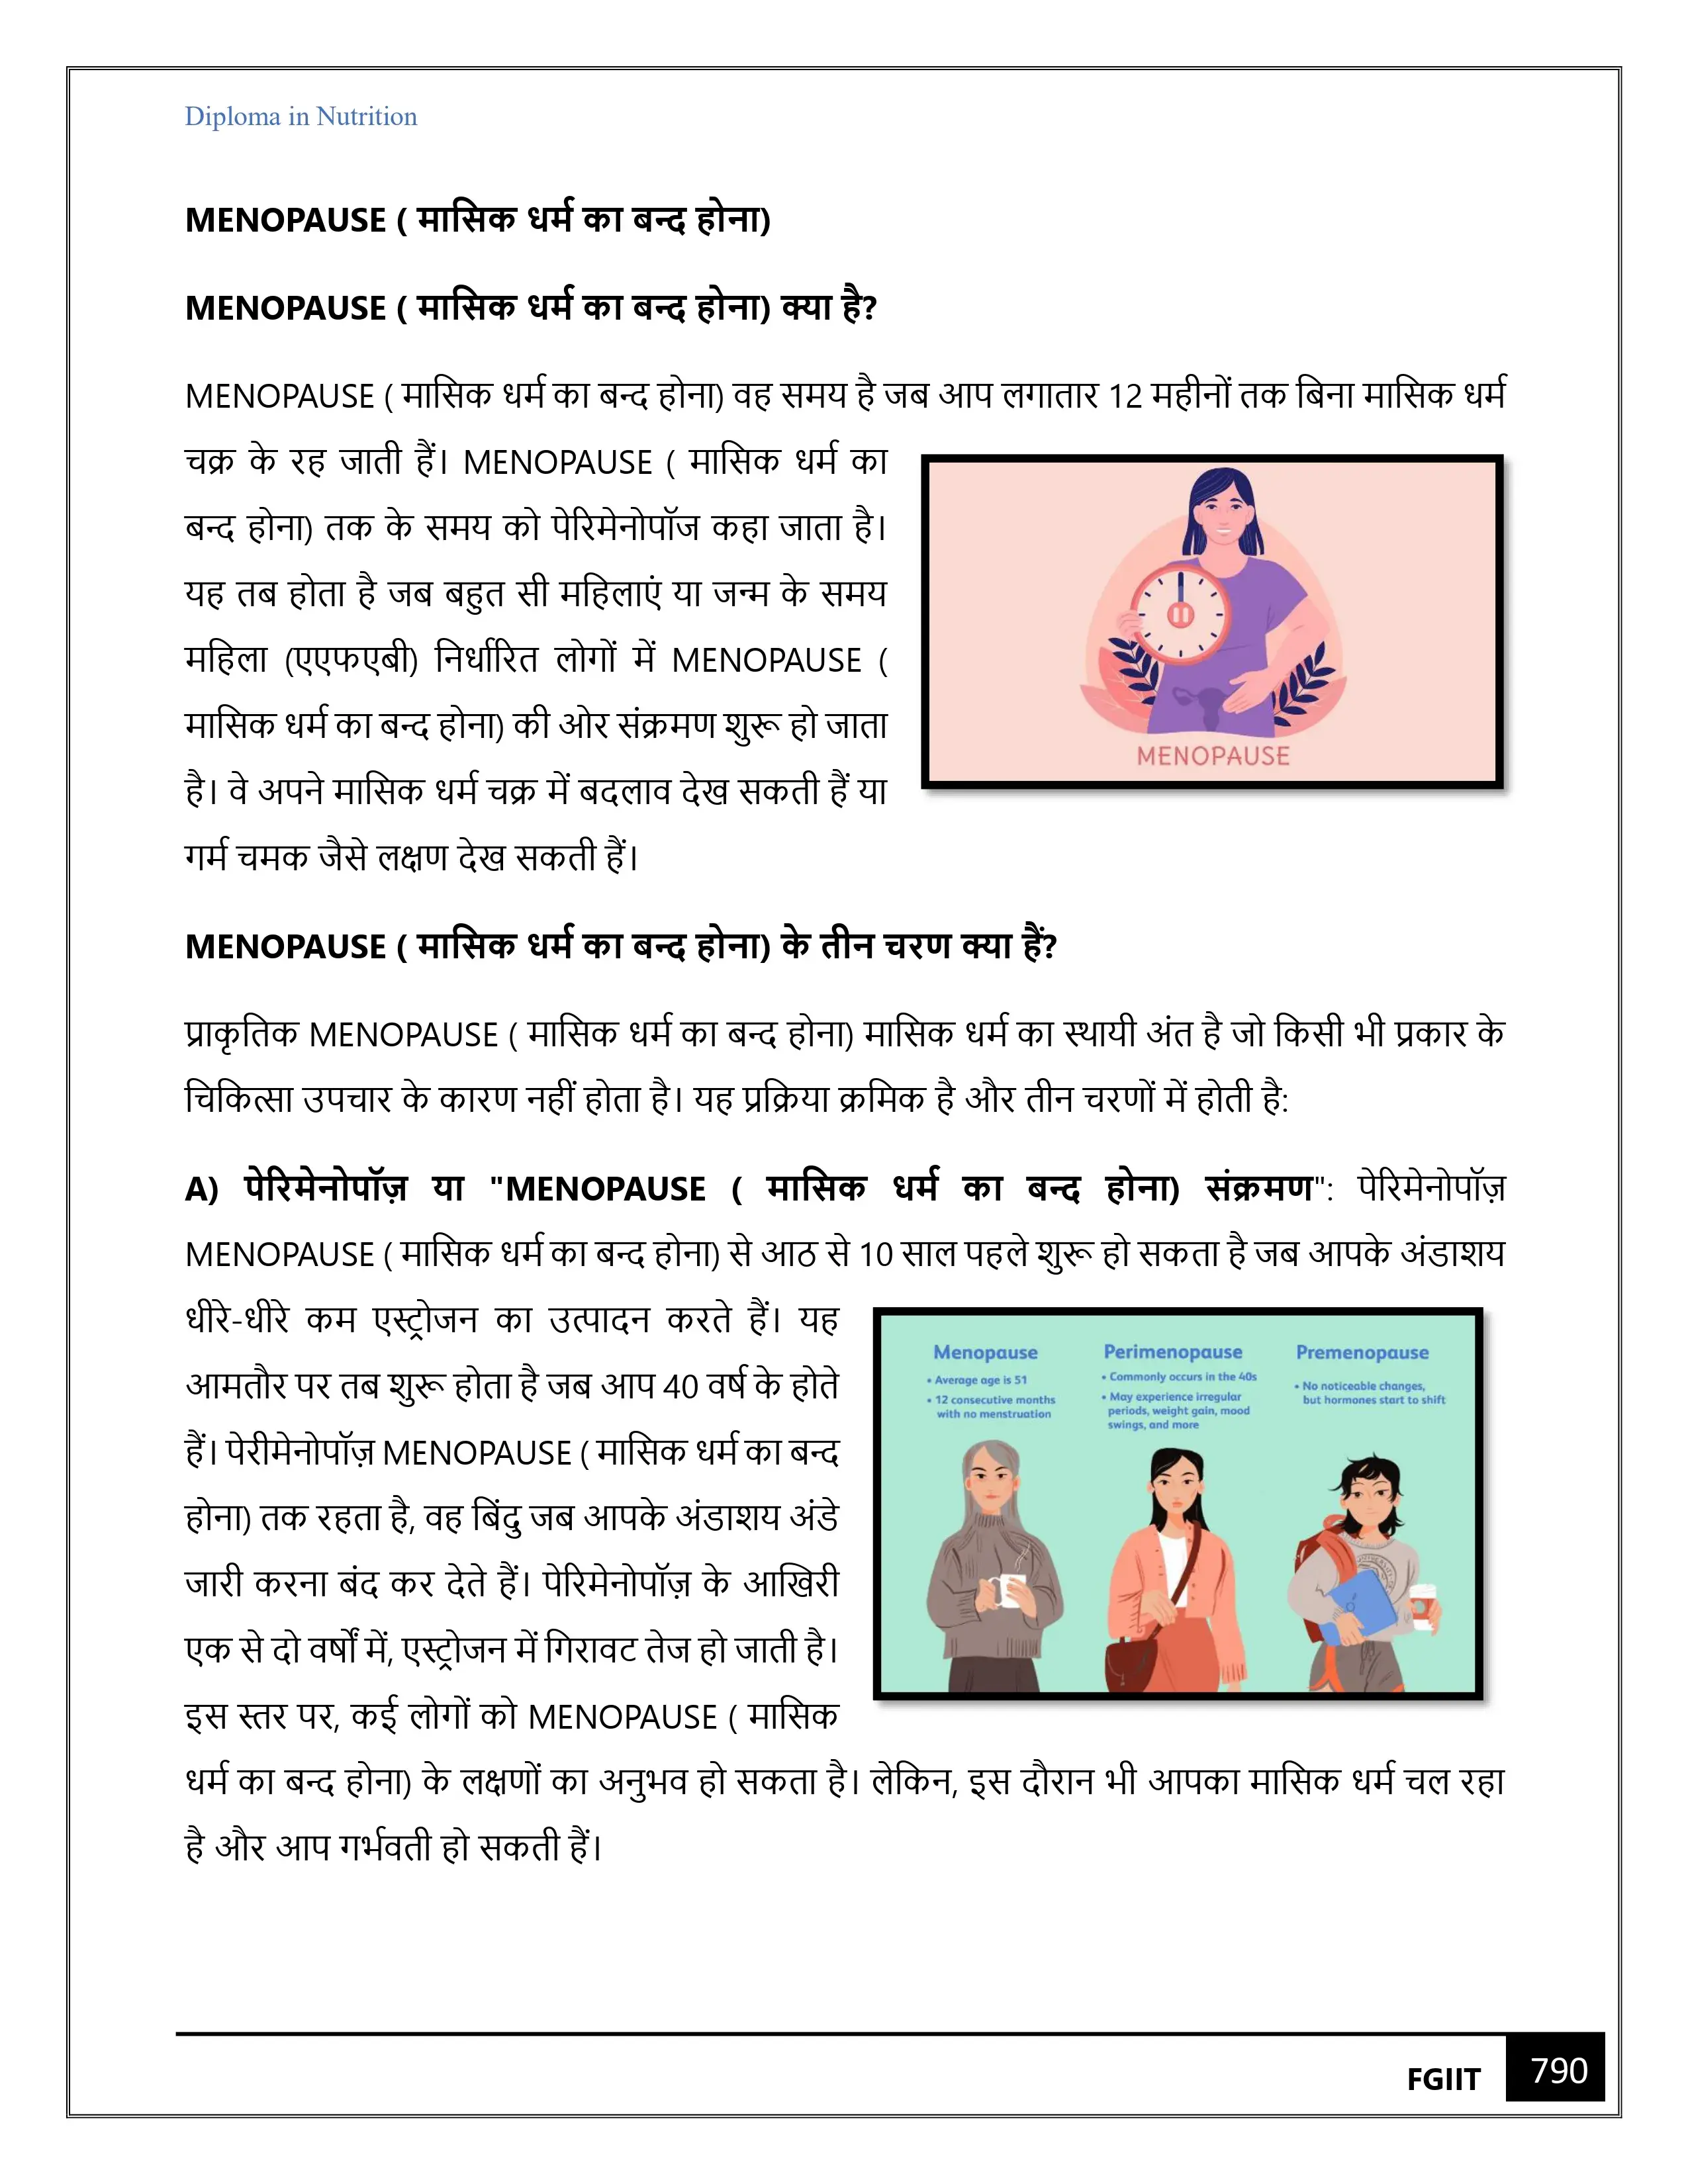 Diploma in Nutrition
MENOPAUSE ( मासिक धर्म का बन्द होना)
MENOPAUSE ( मासिक धर्म का बन्द होना) क्या है?
MENOPAUSE ( मासिक धर्म का बन्द होना) वह समय है जब आप लगातार 12 महीनों तक बिना मासिक धर्म
चक्र के रह जाती हैं। MENOPAUSE ( मासिक धर्म का
बन्द होना) तक के समय को पेरिमेनोपॉज कहा जाता है।
यह तब होता है जब बहुत सी महिलाएं या जन्म के समय
महिला (एएफएबी) निर्धारित लोगों में MENOPAUSE (
मासिक धर्म का बन्द होना) की ओर संक्रमण शुरू हो जाता
है। वे अपने मासिक धर्म चक्र में बदलाव देख सकती हैं या
गर्म चमक जैसे लक्षण देख सकती हैं।
MENOPAUSE
MENOPAUSE ( मासिक धर्म का बन्द होना) के तीन चरण क्या हैं?
प्राकृतिक MENOPAUSE ( मासिक धर्म का बन्द होना) मासिक धर्म का स्थायी अंत है जो किसी भी प्रकार के
चिकित्सा उपचार के कारण नहीं होता है। यह प्रक्रिया क्रमिक है और तीन चरणों में होती है:
A) पेरिमेनोपॉज़ या "MENOPAUSE ( मासिक धर्म का बन्द होना) संक्रमण": पेरिमेनोपॉज़
MENOPAUSE ( मासिक धर्म का बन्द होना) से आठ से 10 साल पहले शुरू हो सकता है जब आपके अंडाशय
धीरे-धीरे कम एस्ट्रोजन का उत्पादन करते हैं। यह
आमतौर पर तब शुरू होता है जब आप 40 वर्ष के होते
हैं। पेरीमेनोपॉज़ MENOPAUSE ( मासिक धर्म का बन्द
होना) तक रहता है, वह बिंदु जब आपके अंडाशय अंडे
जारी करना बंद कर देते हैं। पेरिमेनोपॉज़ के आखिरी
एक से दो वर्षों में, एस्ट्रोजन में गिरावट तेज हो जाती है।
इस स्तर पर, कई लोगों को MENOPAUSE ( मासिक
धर्म का बन्द होना) के लक्षणों का अनुभव हो सकता है। लेकिन, इस दौरान भी आपका मासिक धर्म चल रहा
है और आप गर्भवती हो सकती हैं।
Menopause
• Average age is 51
• 12 consecutive months
with no menstruation
Perimenopause
• Commonly occurs in the 40s
• May experience irregular
periods, weight gain, mood
swings, and more
Premenopause
• No noticeable changes,
but hormones start to shift
FGIIT
790